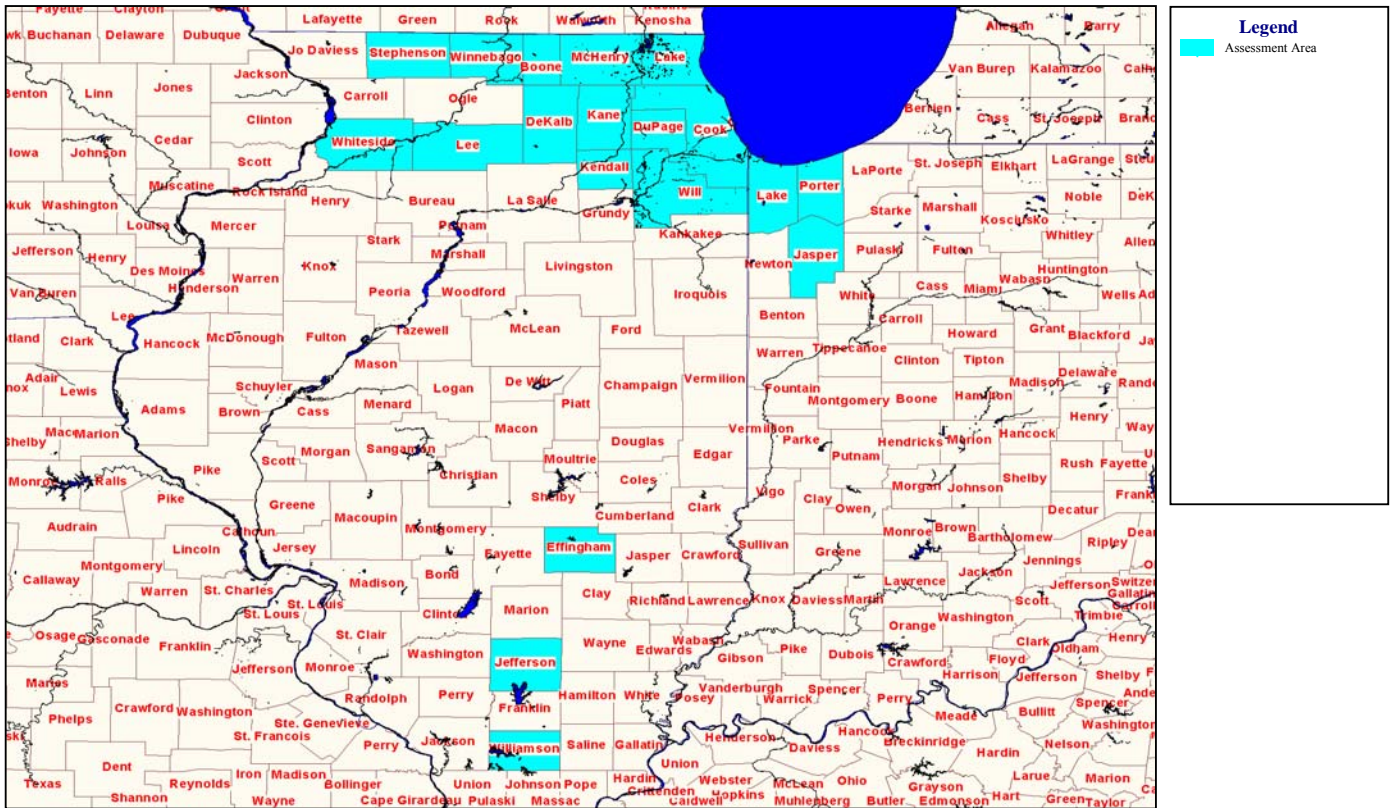 Legend
Assessment Area
Fayette Clayton Lafayette Green Rock Walworth Kenosha Allegan Barry
Buchanan Delaware Dubuque Jo Daviess Stephenson Winnebago Boone McHenry Lake Van Buren Kalamazoo
Jackson
Benton Linn Jones Carroll Ogle DeKalb Kane Berrien Cass St. Joseph
Clinton DuPage Cook
Iowa Johnson Cedar Whiteside Lee
Scott Kendall LaPorte St. Joseph Elkhart LaGrange
Muscatine Rock Island Henry Bureau La Salle Will Lake Porter Noble
Washington Louisa Mercer Putnam Grundy Starke Marshall Kosciusko
Stark Kankakee Whitley
Jefferson Henry Des Moines Knox Marshall Livingston Newton Jasper Pulaski Fulton
Warren Huntington
Van Buren Henderson Peoria Woodford Iroquois White Cass Miami Wabash Wells
Lee Benton Carroll
Clark Hancock McDonough Fulton Tazewell McLean Ford Howard Grant Blackford
Warren Tippecanoe Clinton Tipton
Adair Lewis Mason Logan De Witt Champaign Vermilion Madison Delaware
Schuyler Fountain Montgomery Boone Hamilton
Adams Brown Cass Menard Piatt Henry
Marion Macon Vermillion Parke Hendricks Marion Hancock
Shelby Morgan Sangamon Douglas Edgar Putnam
Scott Moultrie Rush Fayette
Monroe Ralls Pike Christian Coles Shelby
Pike Greene Shelby Clark Vigo Clay Morgan Johnson
Macoupin Cumberland Owen Decatur
Audrain Calhoun Montgomery Monroe Brown Bartholomew
Lincoln Jersey Fayette Effingham Jasper Crawford Sullivan Greene Ripley
Montgomery Jennings
Callaway Madison Bond Lawrence Jackson
Warren St. Charles Clay Richland Lawrence Knox Daviess Martin Jefferson
St. Louis Clinton Marion Scott
St. Louis Orange Washington Trimble
Osage Gasconade Franklin St. Clair Wayne Wabash Clark Henry
Washington Edwards Pike Dubois Oldham
Jefferson Monroe Jefferson Gibson Crawford Floyd
Maries Harrison Jefferson Shelby
Randolph Perry Hamilton White Posey Vanderburgh Spencer Perry
Crawford Washington Franklin Warrick Spencer
Phelps Ste. Genevieve Meade Bullitt
St. Francois Hancock Washington
Perry Jackson Williamson Saline Gallatin Henderson Daviess Breckinridge Nelson
Hardin
Dent Union
Texas Reynolds Iron Madison Bollinger Union Johnson Pope Hardin Webster McLean Ohio Grayson Larue Marion
Shannon Wayne Cape Girardeau Pulaski Massac Crittenden Caldwell Hopkins Muhlenberg Butler Edmonson Hart Green Taylor